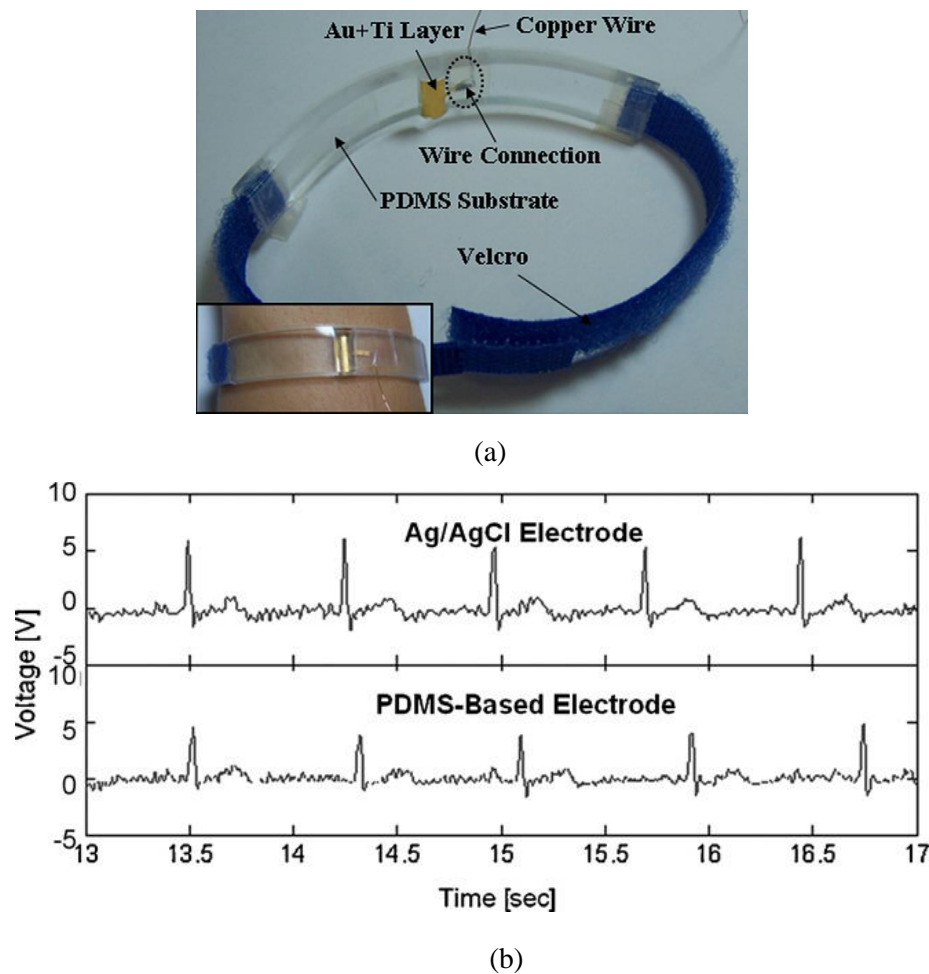 Au+Ti Layer
Copper Wire
Wire Connection
PDMS Substrate
Velcro
(a)
10
5
0
-5
Ag/AgCl Electrode
Voltage [V]
10
5
0
-5
PDMS-Based Electrode
13 13.5 14 14.5 15 15.5 16 16.5 17
Time [sec]
(b)